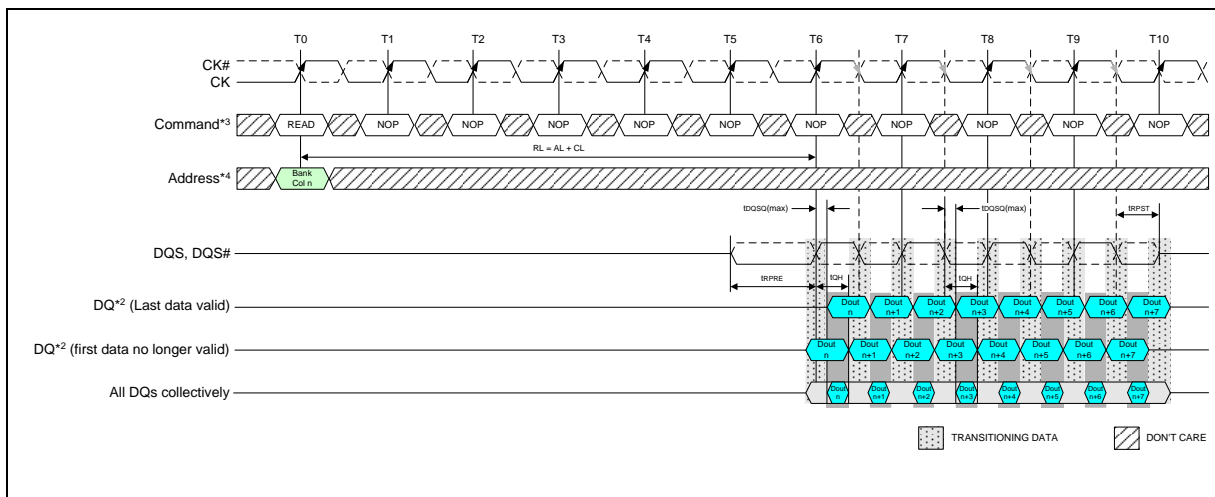 T0 T1 T2 T3 T4 T5 T6 T7 T8 T9 T10
CK#
CK
Command*3 READ NOP NOP NOP NOP NOP NOP NOP NOP NOP NOP
RL = AL + CL
Address*4 Bank Col n
tDQSQ(max) tDQSQ(max) tRPST
DQS, DQS#
tRPRE tQH tQH
DQ*2 (Last data valid) Dout n Dout n+1 Dout n+2 Dout n+3 Dout n+4 Dout n+5 Dout n+6 Dout n+7
DQ*2 (first data no longer valid) Dout n Dout n+1 Dout n+2 Dout n+3 Dout n+4 Dout n+5 Dout n+6 Dout n+7
All DQs collectively Dout n Dout n+1 Dout n+2 Dout n+3 Dout n+4 Dout n+5 Dout n+6 Dout n+7
TRANSITIONING DATA DON'T CARE